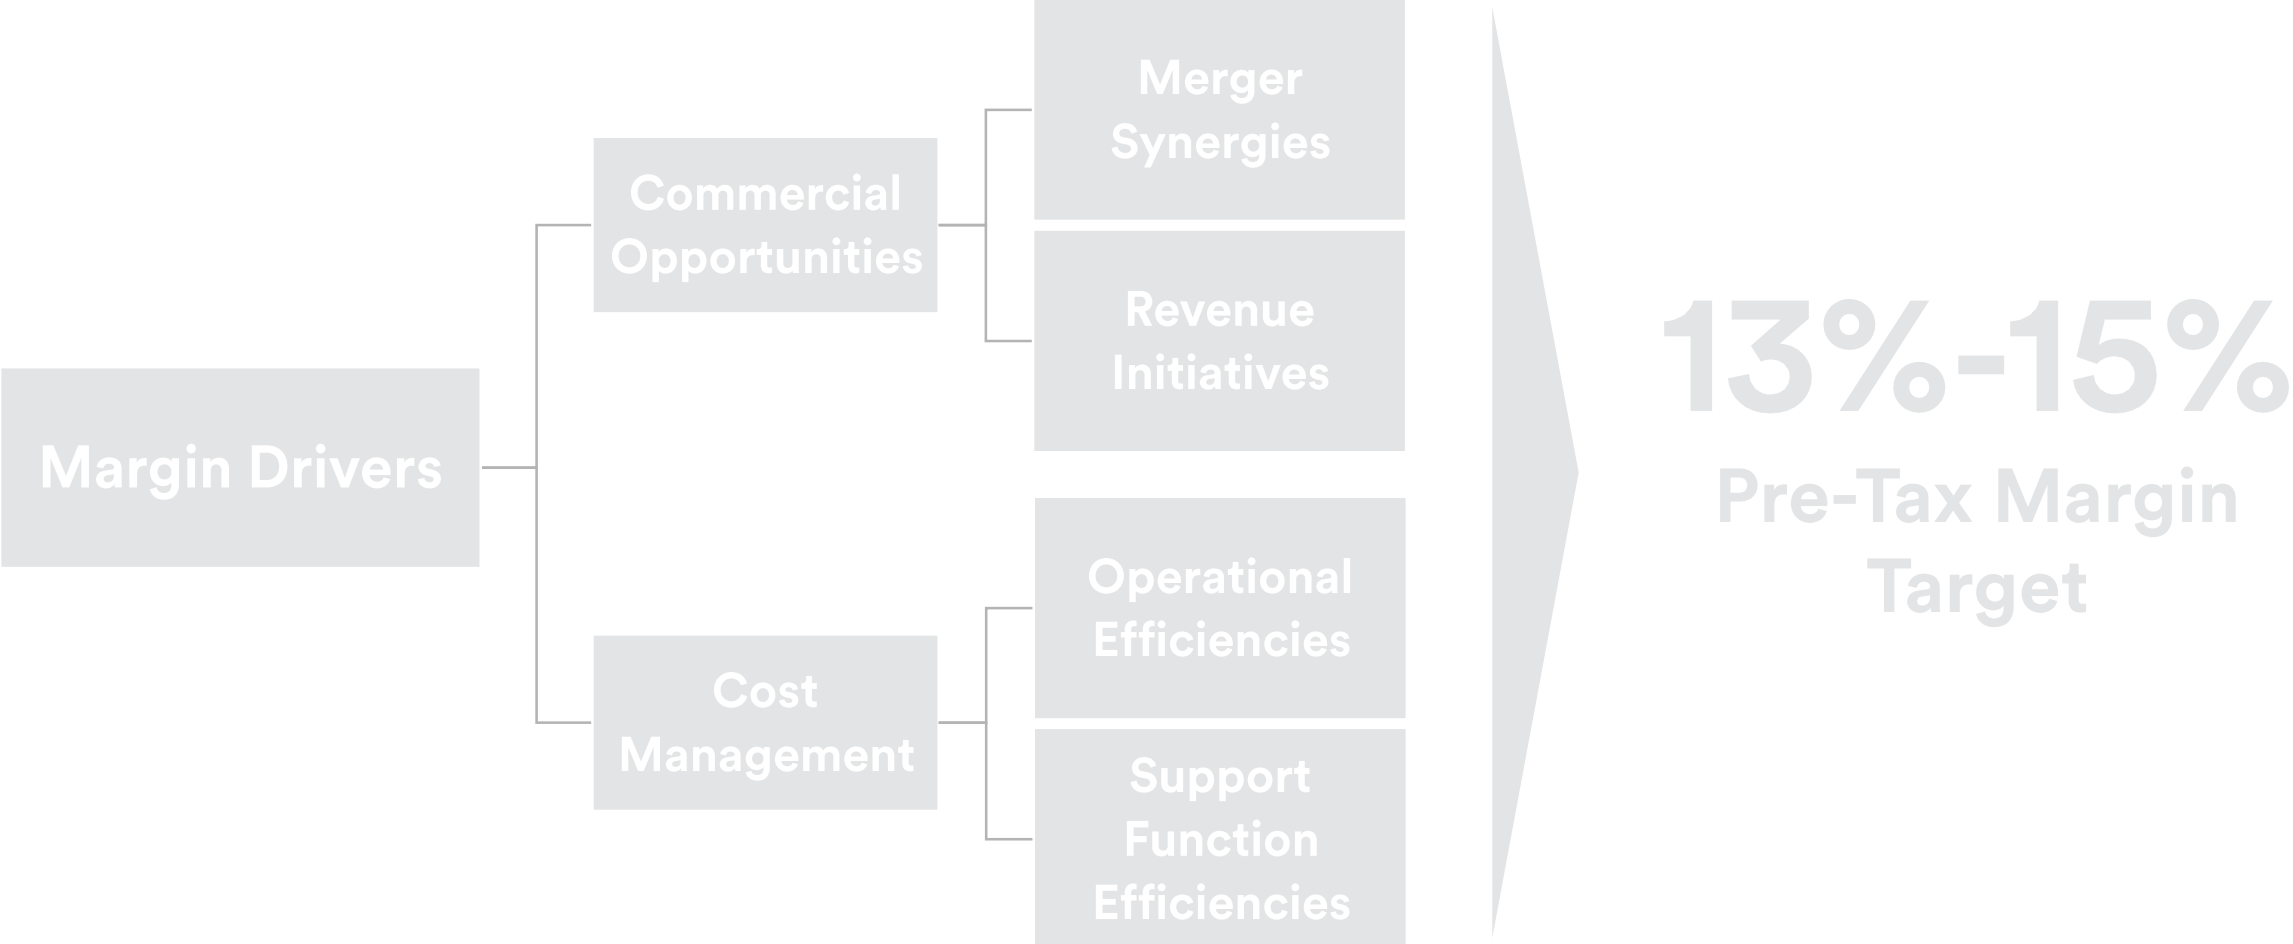 Margin Drivers
Commercial
Opportunities
Merger
Synergies
Revenue
Initiatives
Cost
Management
Operational
Efficiencies
Support
Function
Efficiencies
13%-15%
Pre-Tax Margin
Target